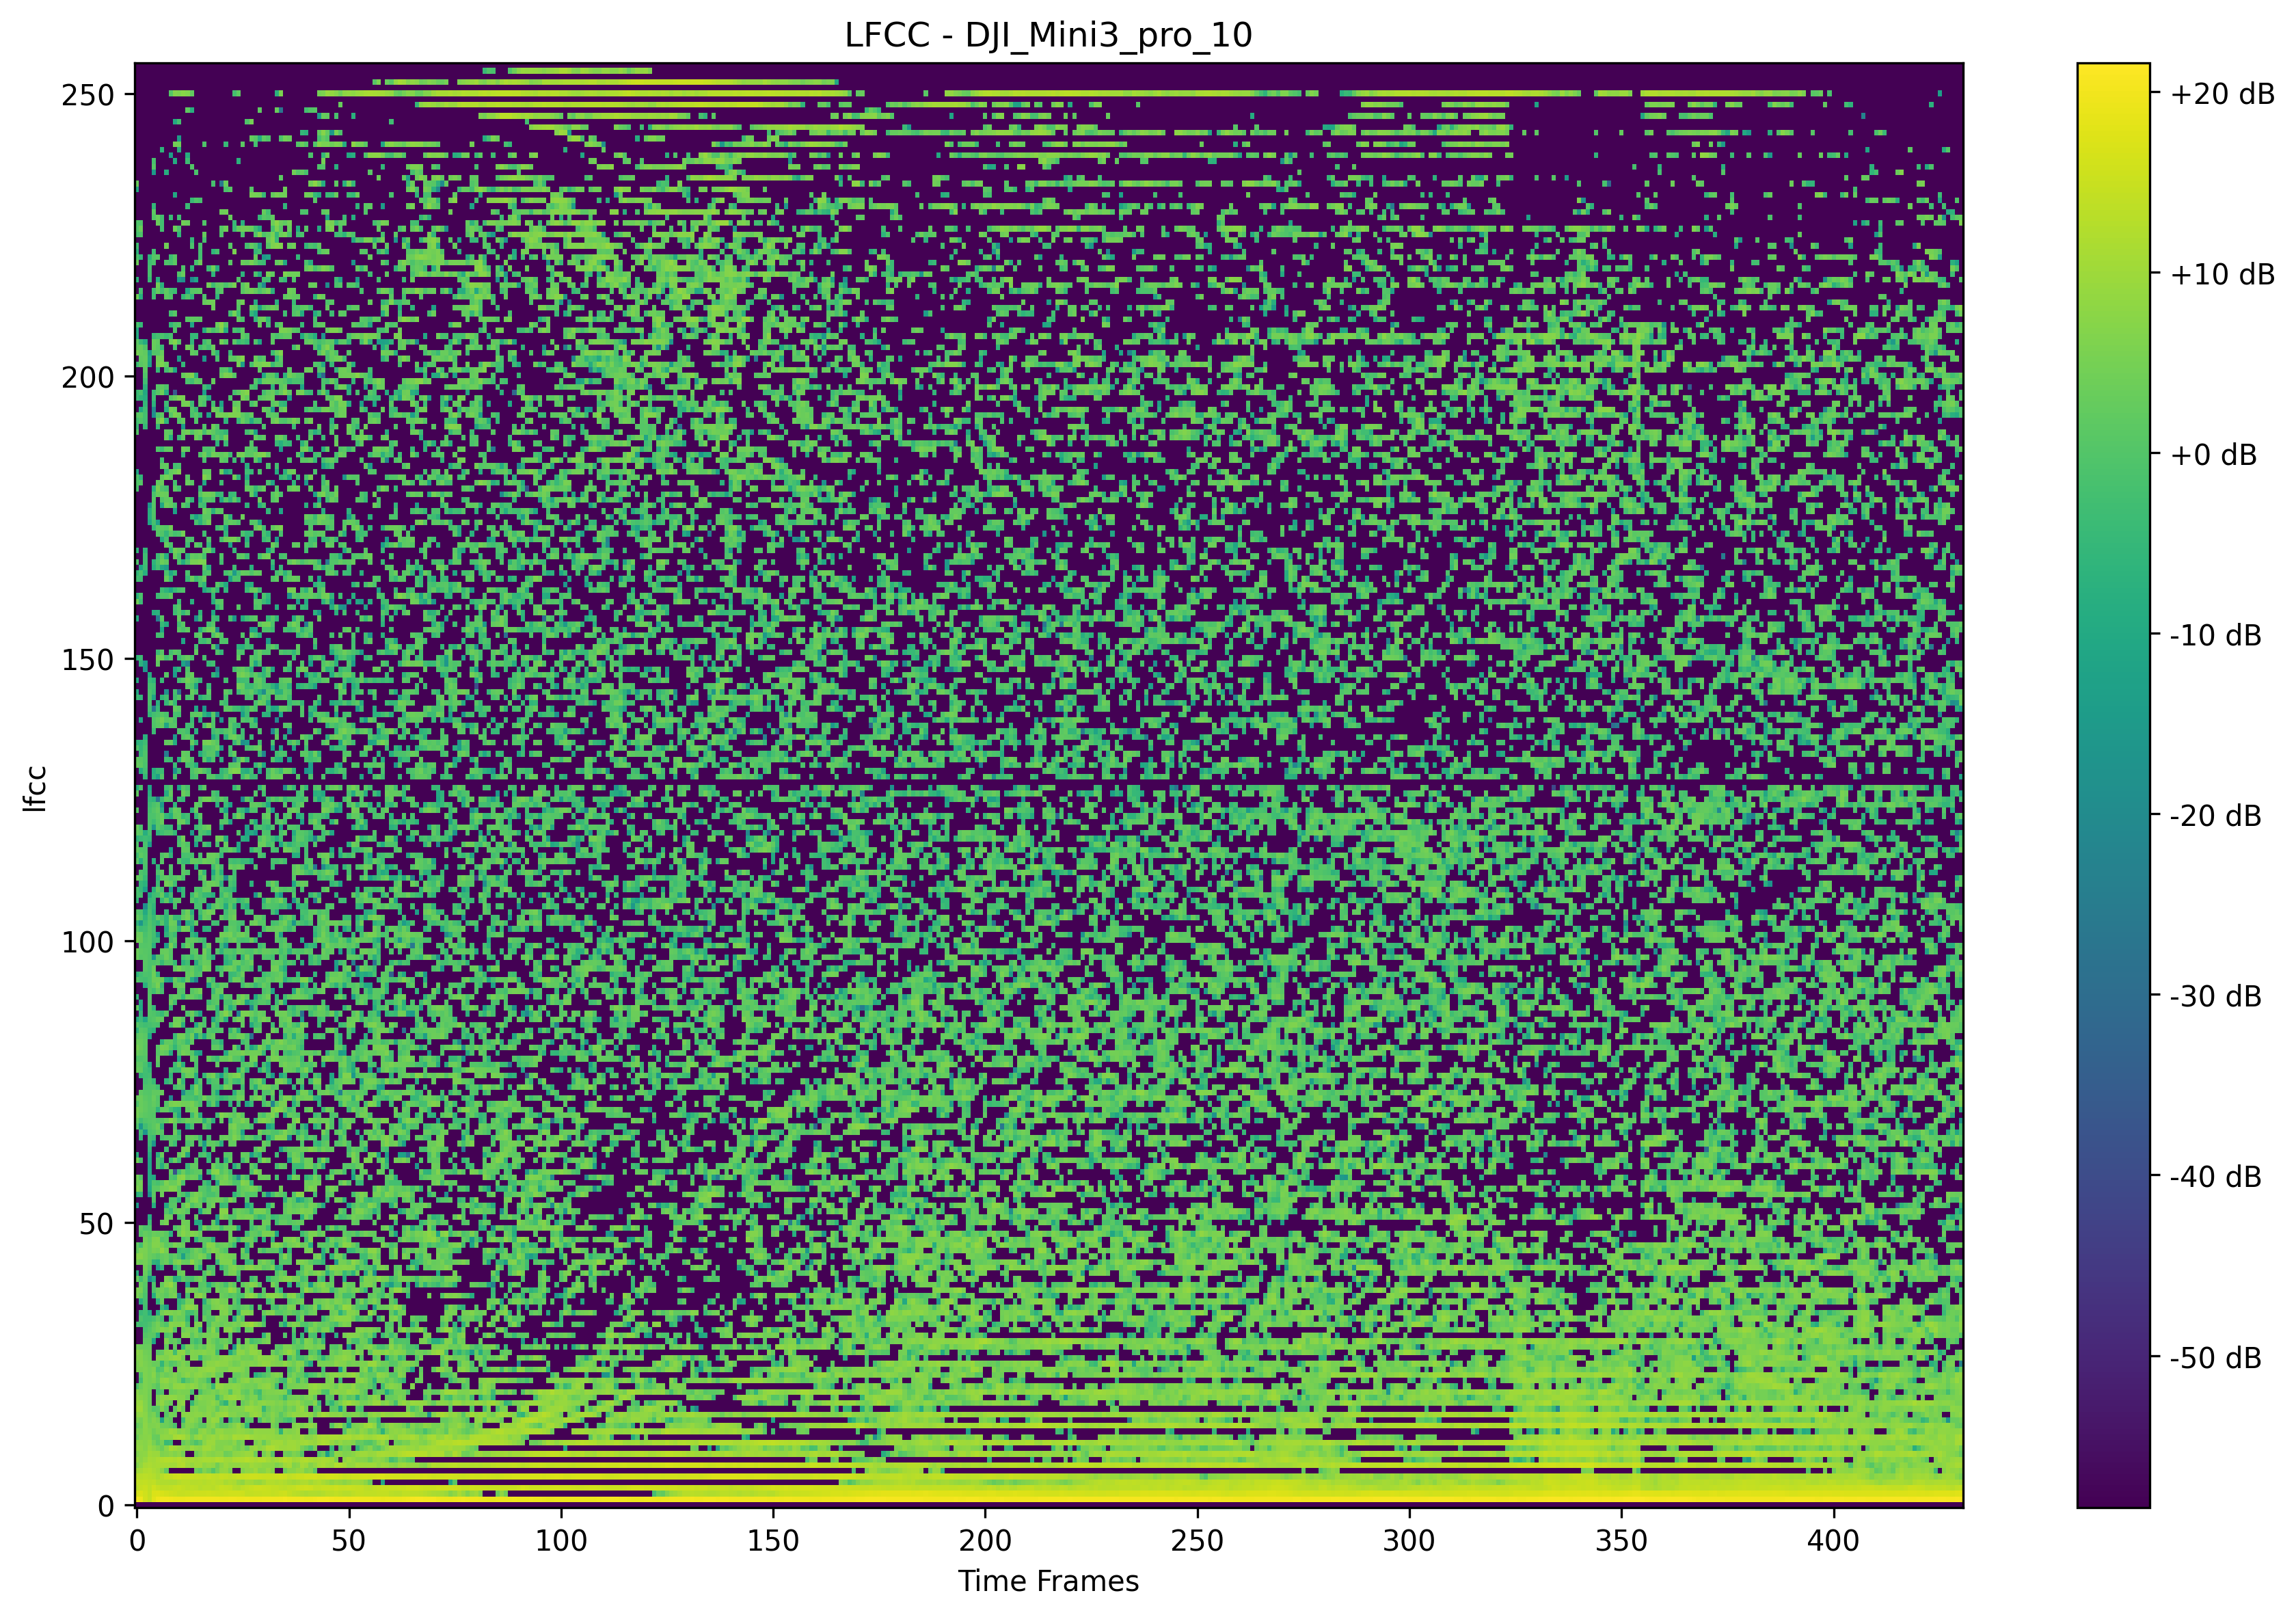 LFCC - DJI_Mini3_pro_10
250
200
150
100
50
0
lfcc
0 50 100 150 200 250 300 350 400
Time Frames
+20 dB
+10 dB
+0 dB
-10 dB
-20 dB
-30 dB
-40 dB
-50 dB